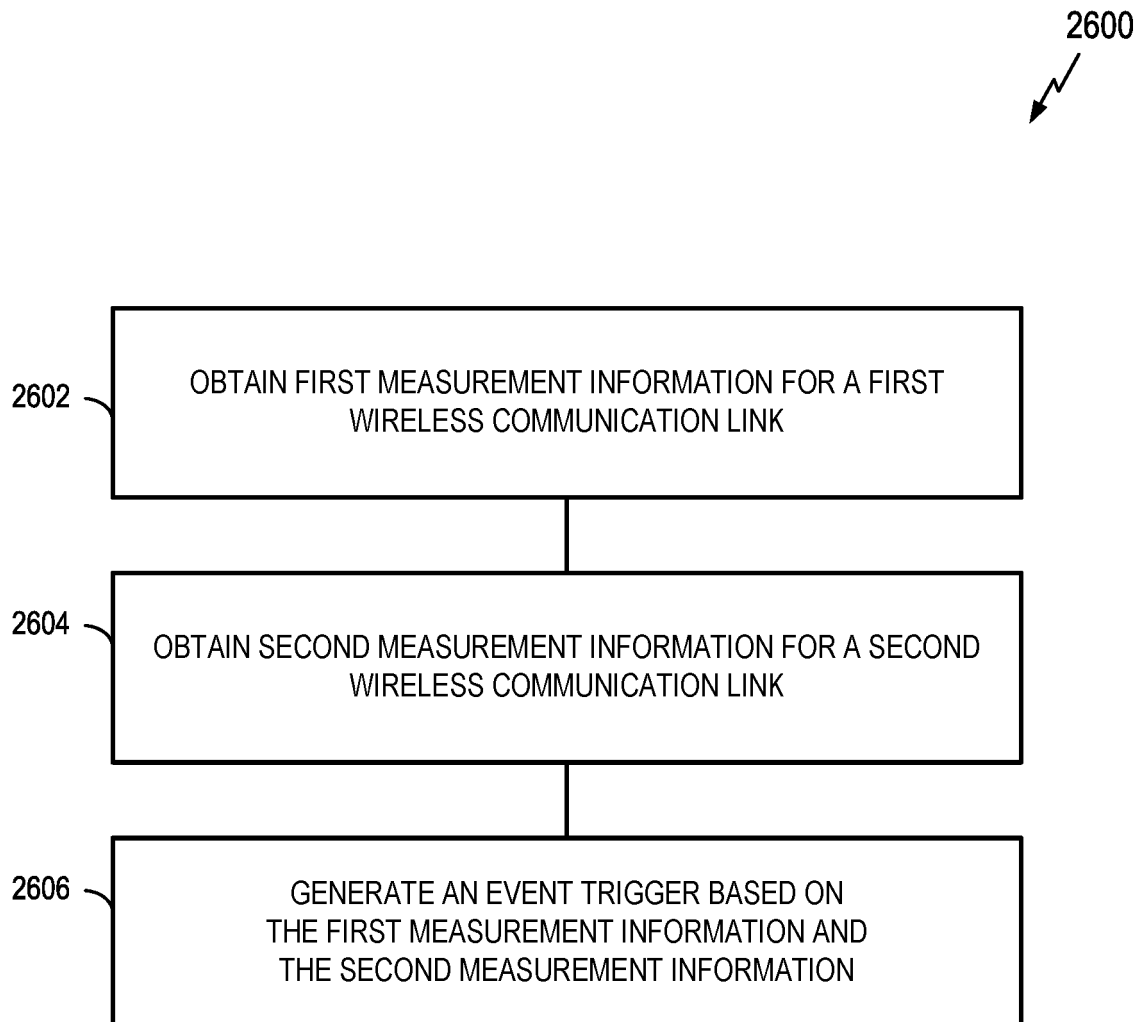 2600
2602
OBTAIN FIRST MEASUREMENT INFORMATION FOR A FIRST
WIRELESS COMMUNICATION LINK
2604
OBTAIN SECOND MEASUREMENT INFORMATION FOR A SECOND
WIRELESS COMMUNICATION LINK
2606
GENERATE AN EVENT TRIGGER BASED ON
THE FIRST MEASUREMENT INFORMATION AND
THE SECOND MEASUREMENT INFORMATION